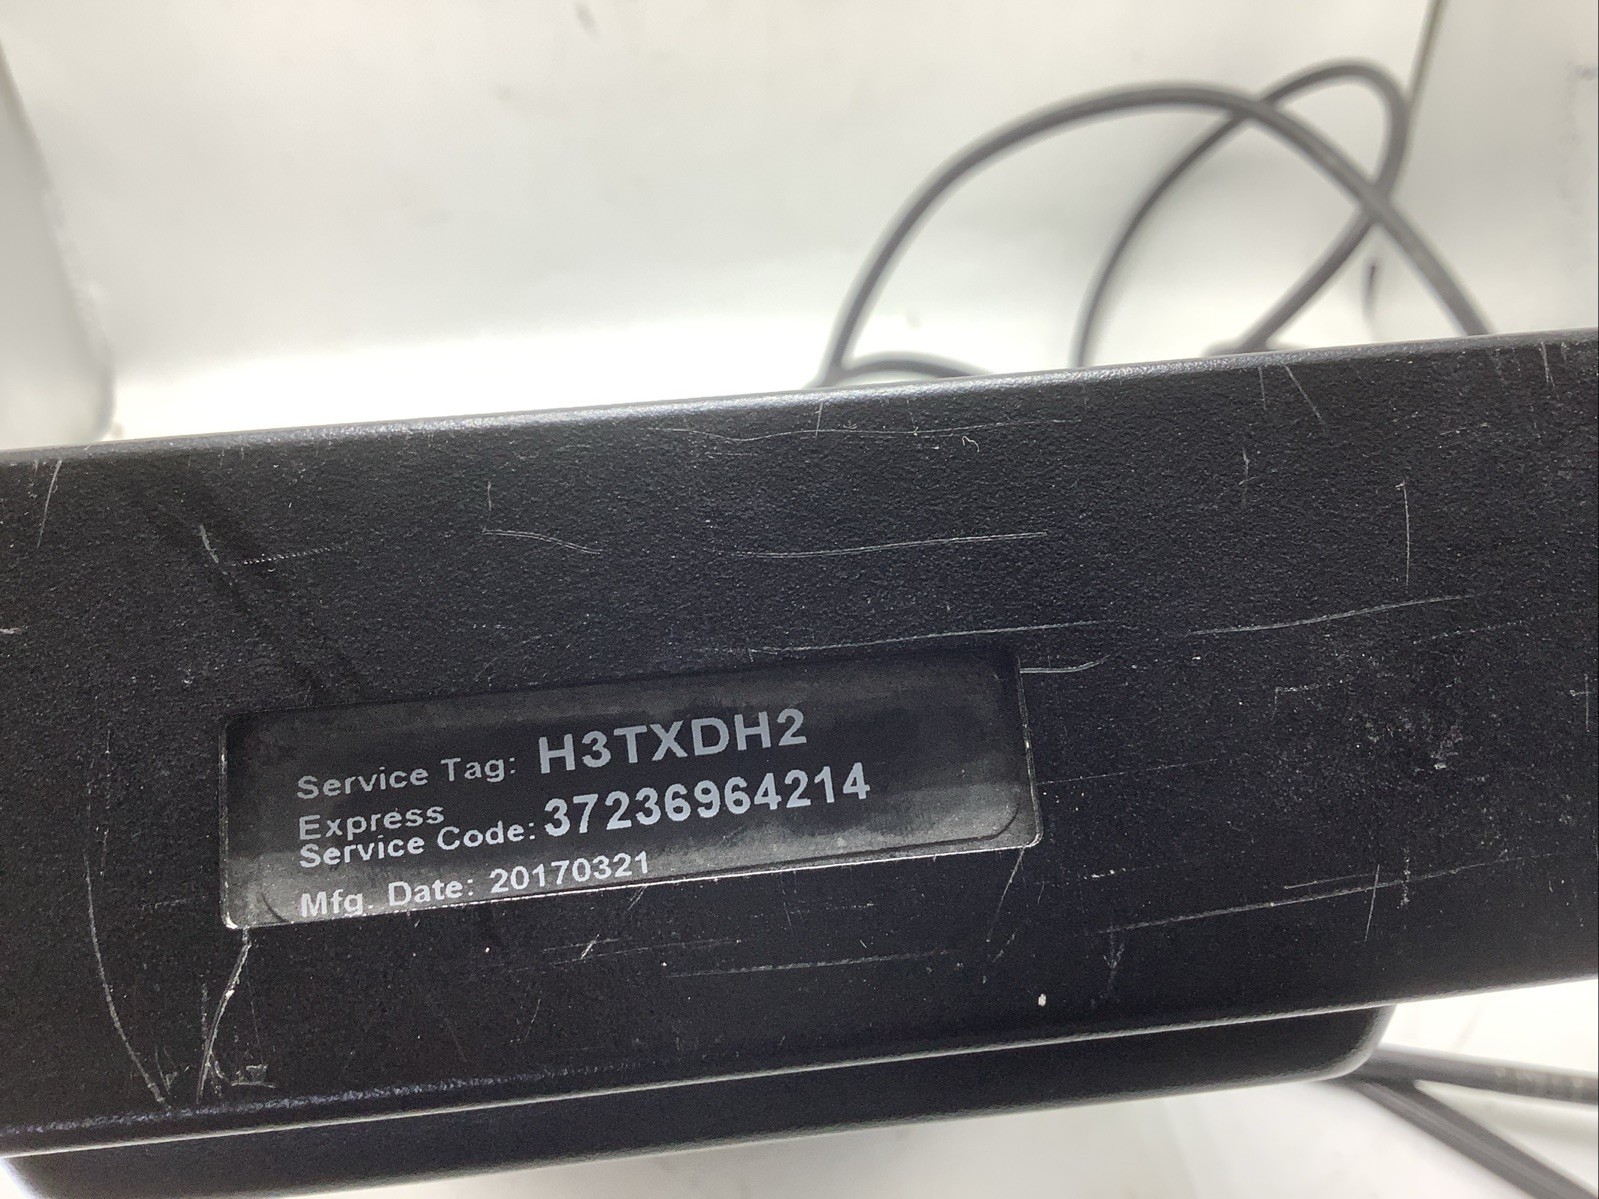 Service Tag: H3TXDH2
Express
Service Code: 37236964214
Mfg. Date: 20170321